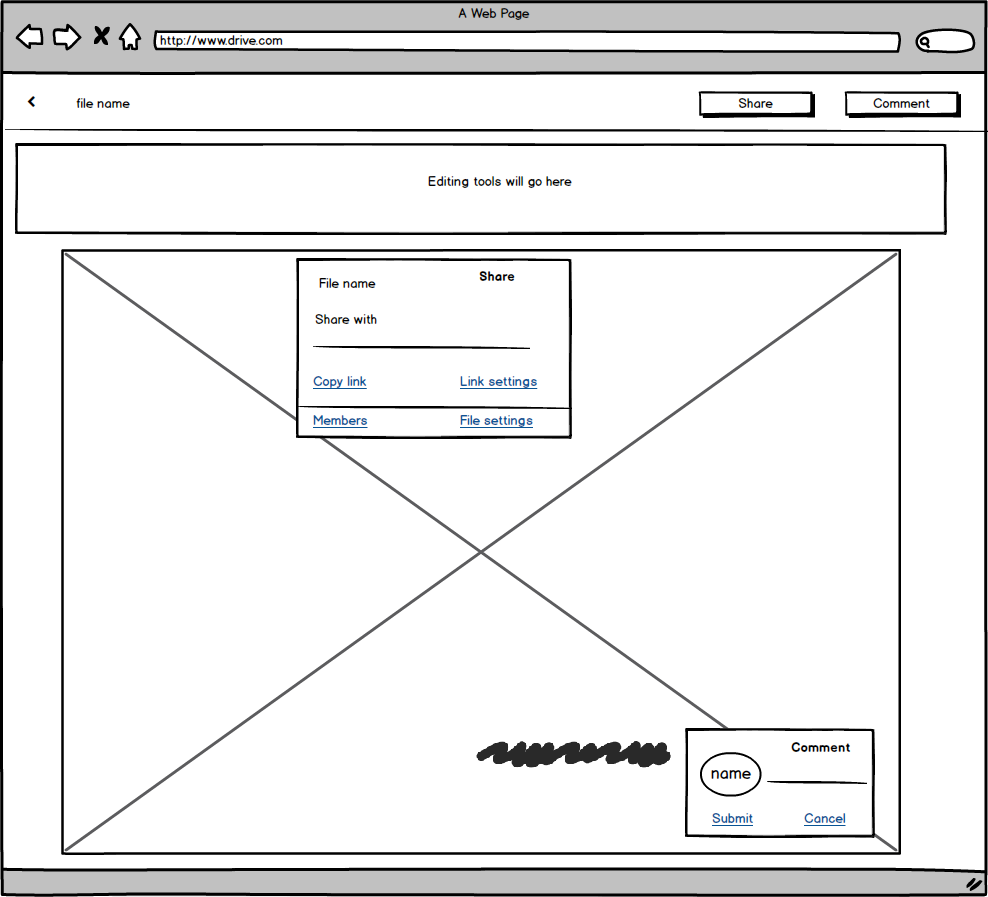 A Web Page
http://www.drive.com
file name
Share
Comment
Editing tools will go here
File name
Share
Share with
Copy link
Link settings
Members
File settings
Comment
name
Submit
Cancel